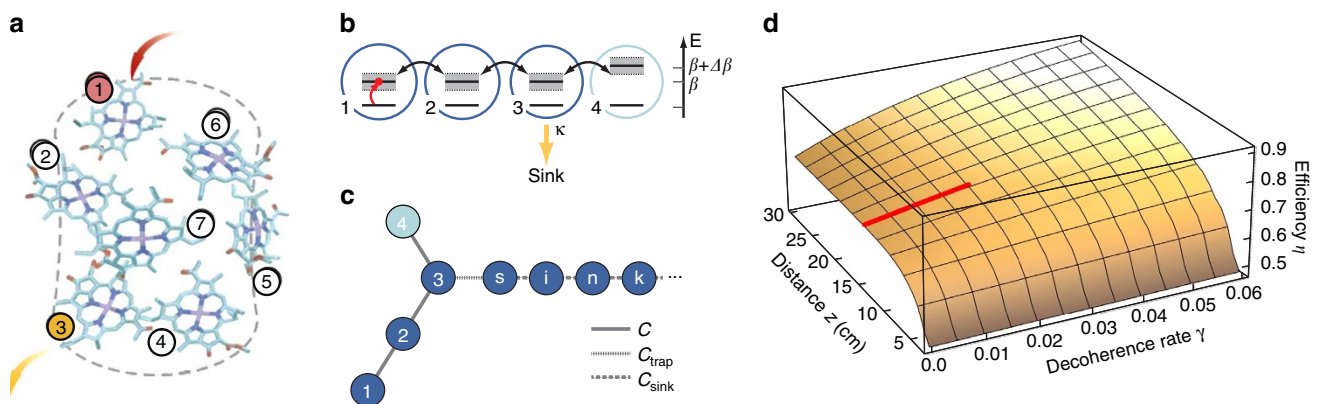 a
1
6
2
7
5
3
4
b
E
β+Δβ
β
1
2
3
4
κ
Sink
c
4
3
s
i
n
k
...
2
1
C
C_trap
C_sink
d
0.9
0.8
0.7
0.6
0.5
Efficiency η
30
25
20
15
10
5
Distance z (cm)
0.0
0.01
0.02
0.03
0.04
0.05
0.06
Decoherence rate γ